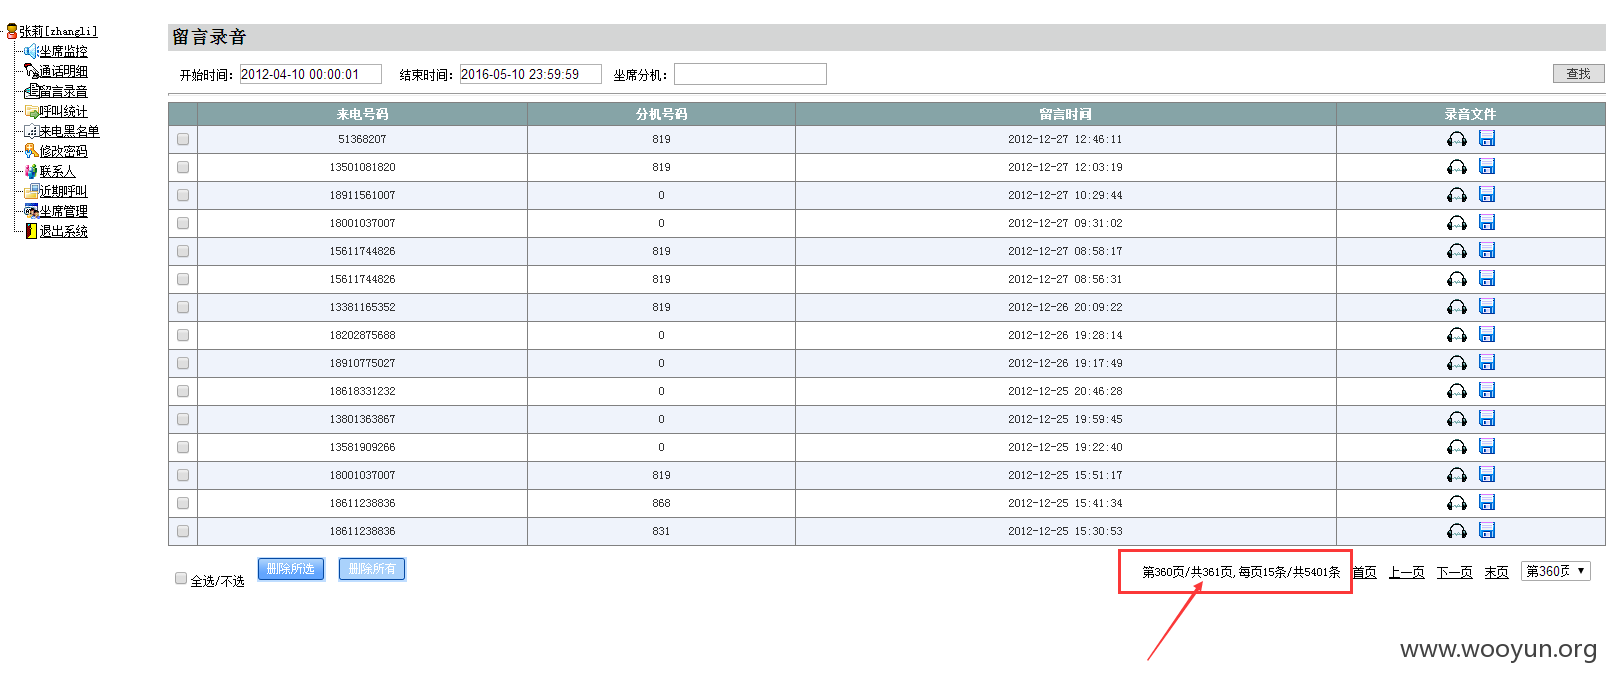 张莉[zhangli]
坐席监控
通话明细
留言录音
呼叫统计
来电黑名单
修改密码
联系人
近期呼叫
坐席管理
退出系统
留言录音
开始时间: 2012-04-10 00:00:01 结束时间: 2016-05-10 23:59:59 坐席分机: 查找
来电号码 分机号码 留言时间 录音文件
51368207 819 2012-12-27 12:46:11
13501081820 819 2012-12-27 12:03:19
18911561007 0 2012-12-27 10:29:44
18001037007 0 2012-12-27 09:31:02
15611744826 819 2012-12-27 08:58:17
15611744826 819 2012-12-27 08:56:31
13381165352 819 2012-12-26 20:09:22
18202875688 0 2012-12-26 19:28:14
18910775027 0 2012-12-26 19:17:49
18618331232 0 2012-12-25 20:46:28
13801363867 0 2012-12-25 19:59:45
13581909266 0 2012-12-25 19:22:40
18001037007 819 2012-12-25 15:51:17
18611238836 868 2012-12-25 15:41:34
18611238836 831 2012-12-25 15:30:53
全选/不选 删除所选 删除所有 第360页/共361页,每页15条/共5401条 首页 上一页 下一页 末页 第360页
www.wooyun.org